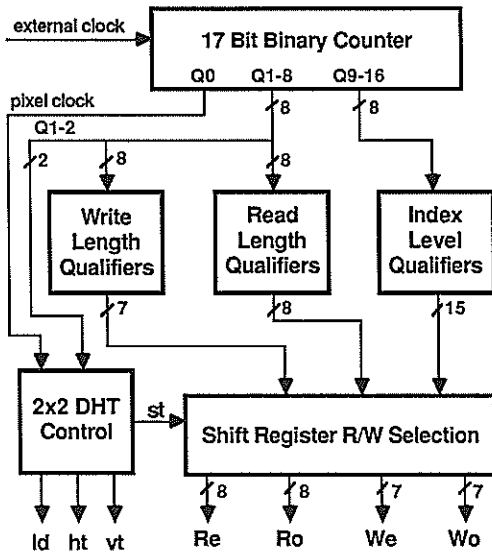 external clock
17 Bit Binary Counter
Q0 Q1-8 Q9-16
pixel clock
8 8
Q1-2
2 8 8
Write Length Qualifiers
Read Length Qualifiers
Index Level Qualifiers
7 8 15
2x2 DHT Control
st
Shift Register R/W Selection
8 8 7 7
ld ht vt Re Ro We Wo